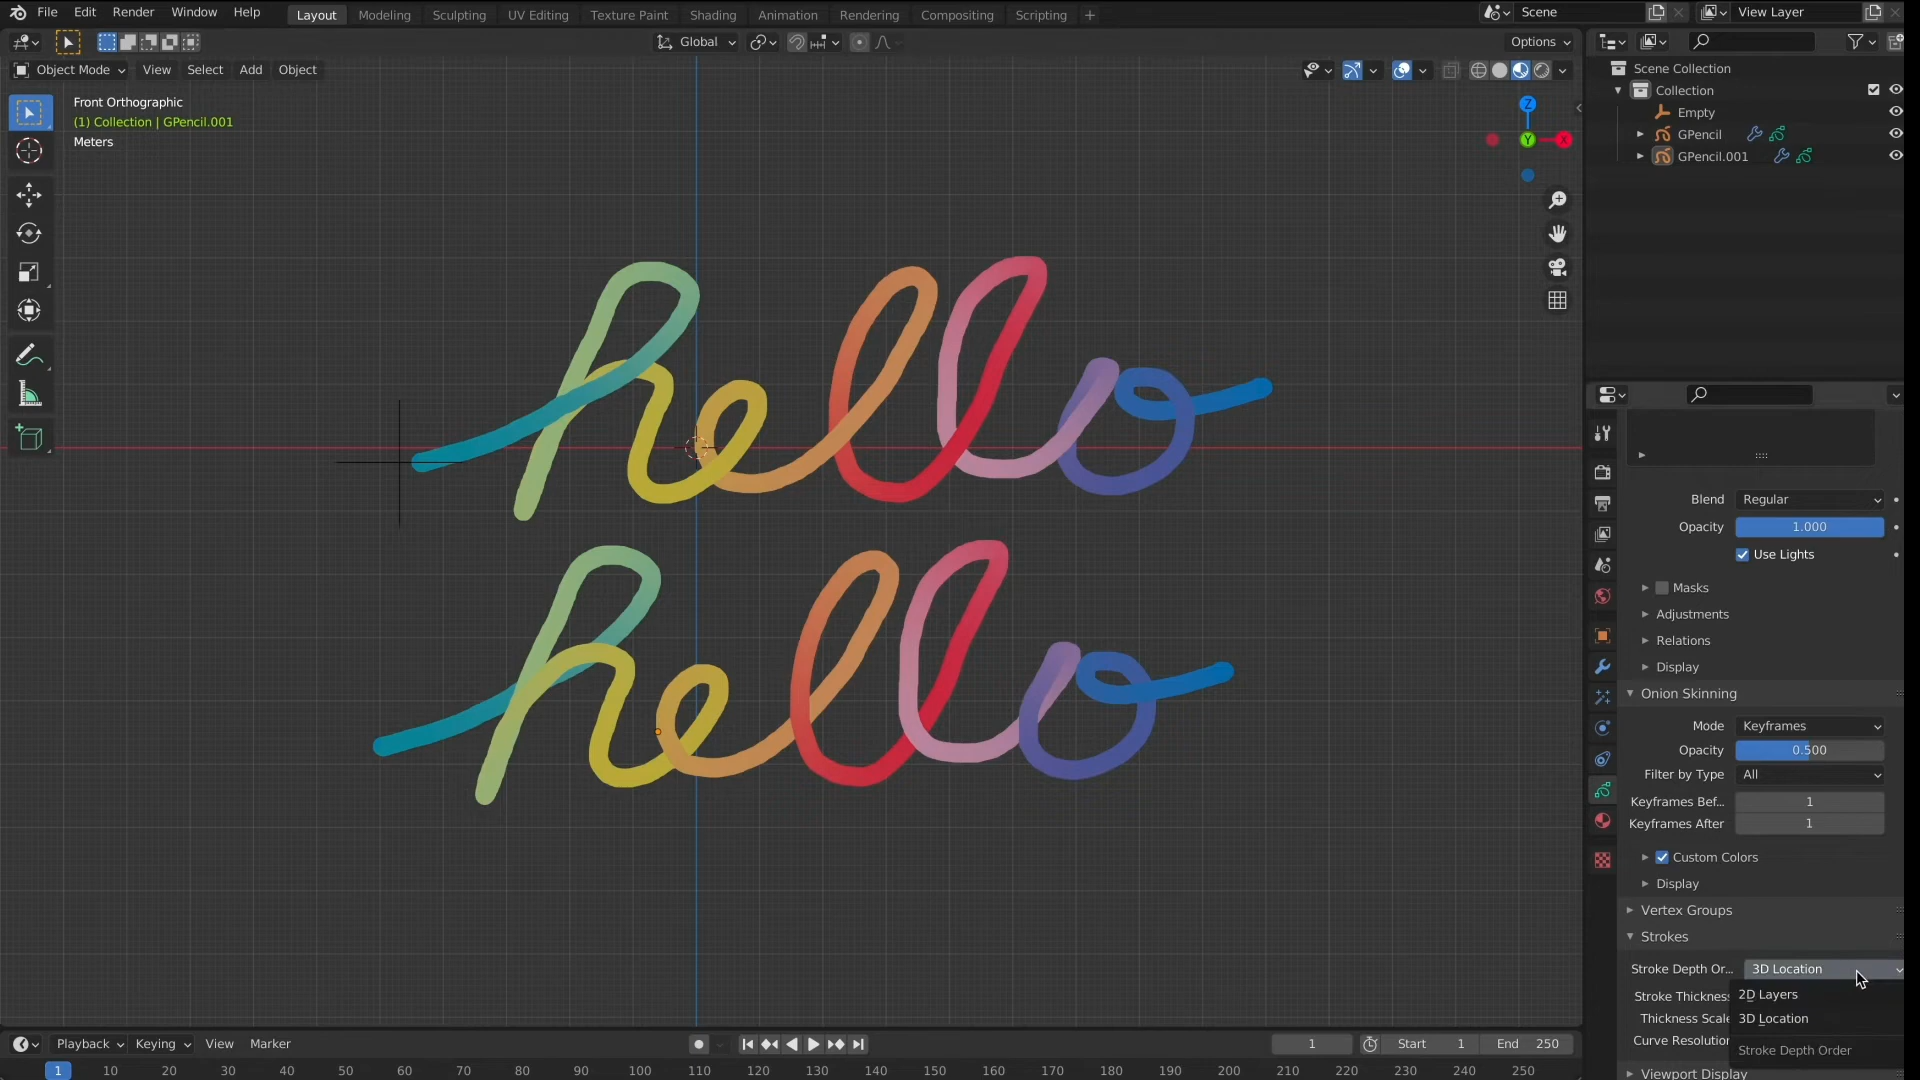 File Edit Render Window Help Layout Modeling Sculpting UV Editing Texture Paint Shading Animation Rendering Compositing Scripting + Scene View Layer
Global Options
Object Mode View Select Add Object
Front Orthographic
(1) Collection | GPencil.001
Meters
Z
Y
X
Scene Collection
Collection
Empty
GPencil
GPencil.001
hello
hello
Blend Regular
Opacity 1.000
Use Lights
Masks
Adjustments
Relations
Display
Onion Skinning
Mode Keyframes
Opacity 0.500
Filter by Type All
Keyframes Bef... 1
Keyframes After 1
Custom Colors
Display
Vertex Groups
Strokes
Stroke Depth Or... 3D Location
2D Layers
Stroke Thickness
3D Location
Thickness Scale
Curve Resolution
Stroke Depth Order
Viewport Display
Playback Keying View Marker 1 Start 1 End 250
1 10 20 30 40 50 60 70 80 90 100 110 120 130 140 150 160 170 180 190 200 210 220 230 240 250